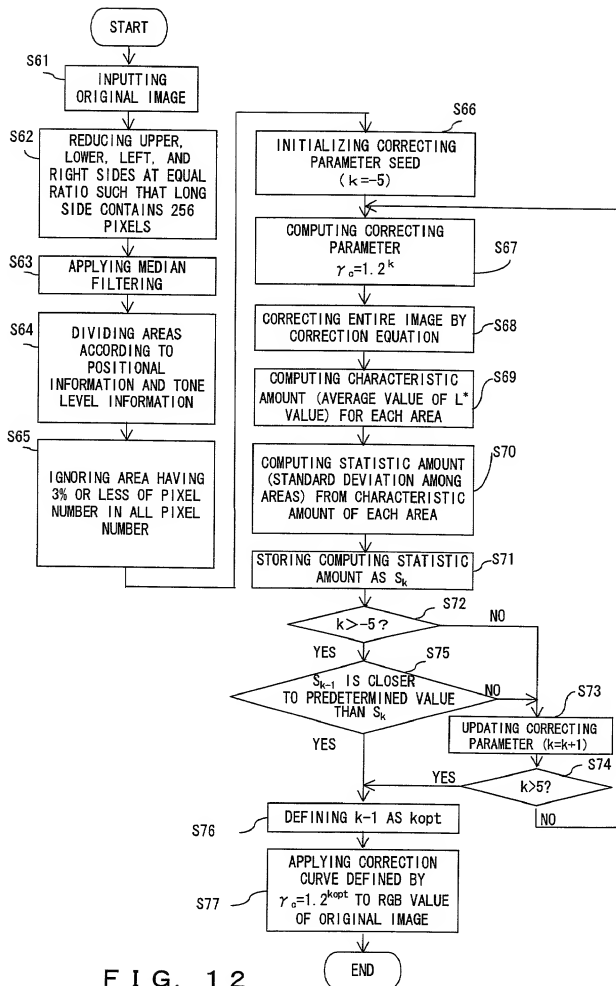 START
S61
INPUTTING
ORIGINAL IMAGE
S62
REDUCING UPPER,
LOWER, LEFT, AND
RIGHT SIDES AT EQUAL
RATIO SUCH THAT LONG
SIDE CONTAINS 256
PIXELS
S63
APPLYING MEDIAN
FILTERING
S64
DIVIDING AREAS
ACCORDING TO
POSITIONAL
INFORMATION AND TONE
LEVEL INFORMATION
S65
IGNORING AREA HAVING
3% OR LESS OF PIXEL
NUMBER IN ALL PIXEL
NUMBER
S66
INITIALIZING CORRECTING
PARAMETER SEED
(k=-5)
S67
COMPUTING CORRECTING
PARAMETER
γc=1.2^k
S68
CORRECTING ENTIRE IMAGE BY
CORRECTION EQUATION
S69
COMPUTING CHARACTERISTIC
AMOUNT (AVERAGE VALUE OF L*
VALUE) FOR EACH AREA
S70
COMPUTING STATISTIC AMOUNT
(STANDARD DEVIATION AMONG
AREAS) FROM CHARACTERISTIC
AMOUNT OF EACH AREA
S71
STORING COMPUTING STATISTIC
AMOUNT AS Sk
S72
k>-5?
NO
YES
S75
Sk-1 IS CLOSER
TO PREDETERMINED VALUE
THAN Sk
NO
YES
S73
UPDATING CORRECTING
PARAMETER (k=k+1)
S74
k>5?
YES
NO
S76
DEFINING k-1 AS kopt
S77
APPLYING CORRECTION
CURVE DEFINED BY
γc=1.2^kopt TO RGB VALUE
OF ORIGINAL IMAGE
END
FIG. 12